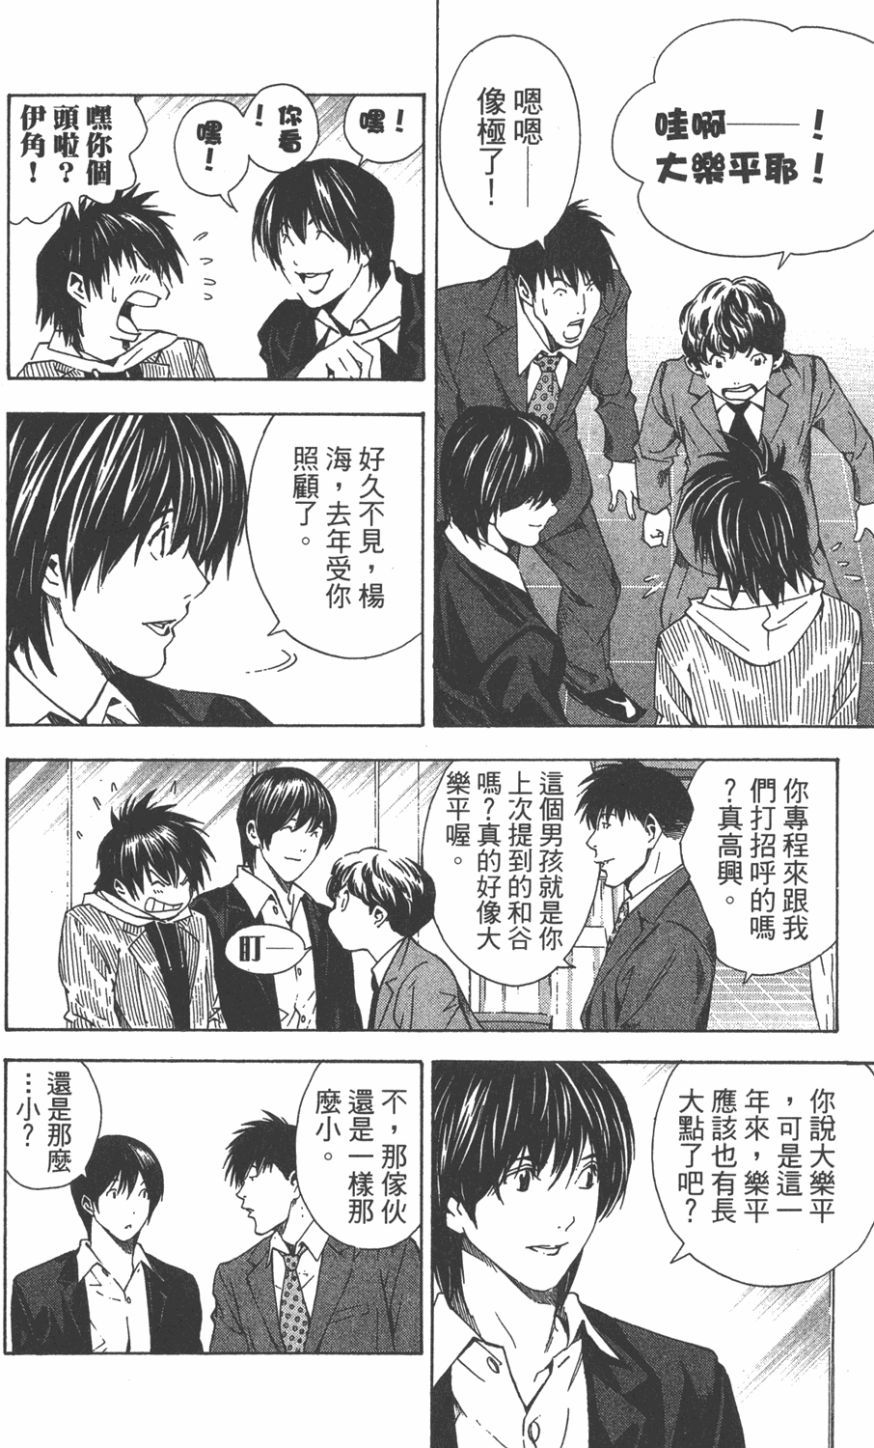 哇啊——！
大樂平耶！
嗯嗯——
像極了！
嘿！
你看
！
嘿！
嘿你個
頭啦？
伊角！
好久不見，楊
海，去年受你
照顧了。
你專程來跟我
們打招呼的嗎
？真高興。
這個男孩就是你
上次提到的和谷
嗎？真的好像大
樂平喔。
盯——
你說大樂平
，可是這一
年來，樂平
應該也有長
大點了吧？
不，那傢伙
還是一樣那
麼小。
還是那麼
…小？